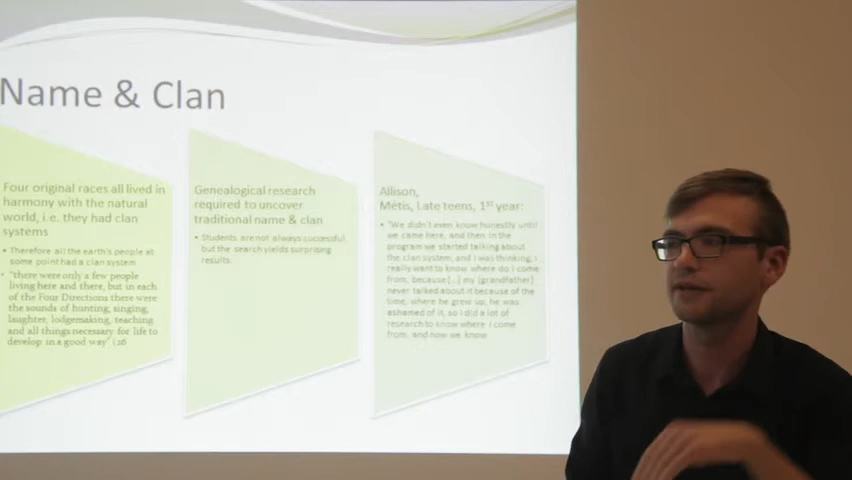 Name & Clan
Four original races all lived in
harmony with the natural
world, i.e. they had clan
systems
• Therefore all the earth's people at
some point had a clan system
• "there were only a few people
living here and there, but in each
of the Four Directions there were
the sounds of hunting, singing,
laughter, lodgemaking, teaching
and all things necessary for life to
develop in a good way" (26
Genealogical research
required to uncover
traditional name & clan
• Students are not always successful,
but the search yields surprising
results.
Allison,
Métis, Late teens, 1st year:
• "We didn't even know honestly until
we came here, and then in the
program we started talking about
the clan system, and I was thinking, I
really want to know where do I come
from, because [...] my [grandfather]
never talked about it because of the
time, where he grew up, he was
ashamed of it, so I did a lot of
research to know where I come
from, and now we know